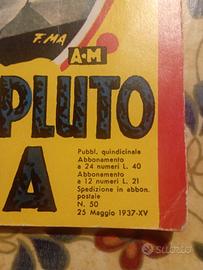 F.MA
A·M
PLUTO
A
Pubbl. quindicinale
Abbonamento
a 24 numeri L. 40
Abbonamento
a 12 numeri L. 21
Spedizione in abbon.
postale
N. 50
25 Maggio 1937-XV
subito